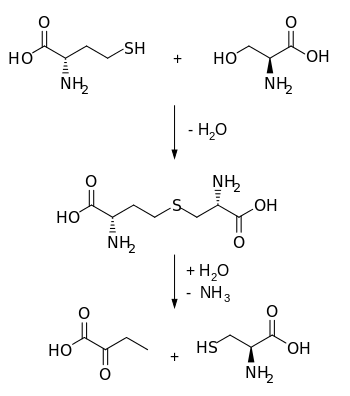 O
HO SH + HO O OH
NH2 NH2
- H2O
O NH2
HO S OH
NH2 O
+ H2O
- NH3
O O
HO + HS OH
O NH2